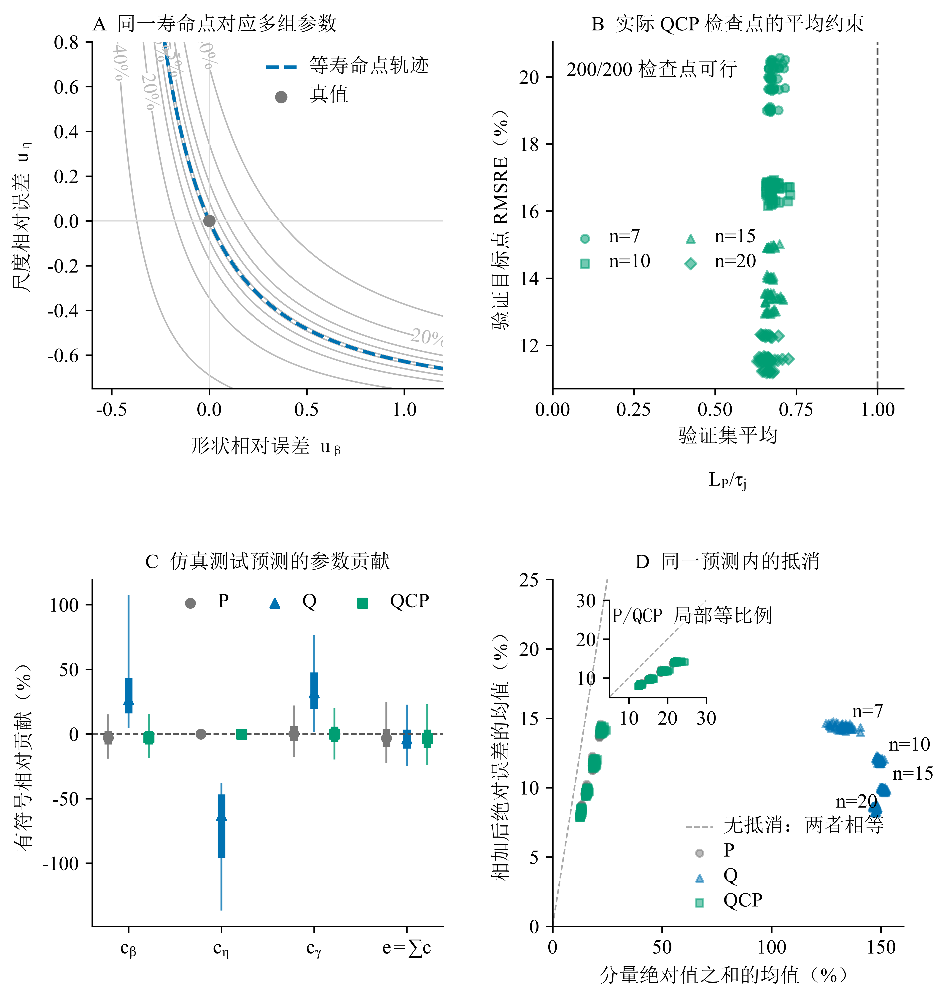 A 同一寿命点对应多组参数
0.8
0.6
0.4
0.2
0.0
-0.2
-0.4
-0.6
-0.5
0.0
0.5
1.0
尺度相对误差 uη
形状相对误差 uβ
40%
20%
5%
20%
等寿命点轨迹
真值
B 实际 QCP 检查点的平均约束
200/200 检查点可行
20
18
16
14
12
0.00
0.25
0.50
0.75
1.00
验证目标点 RMSRE（%）
n=7
n=10
n=15
n=20
验证集平均
LP/τj
C 仿真测试预测的参数贡献
P
Q
QCP
100
50
0
-50
-100
有符号相对贡献（%）
cβ
cη
cγ
e=∑c
D 同一预测内的抵消
25
20
15
10
5
0
0
50
100
150
相加后绝对误差的均值（%）
分量绝对值之和的均值（%）
P/QCP 局部等比例
30
20
10
10
20
30
n=7
n=10
n=15
n=20
无抵消：两者相等
P
Q
QCP